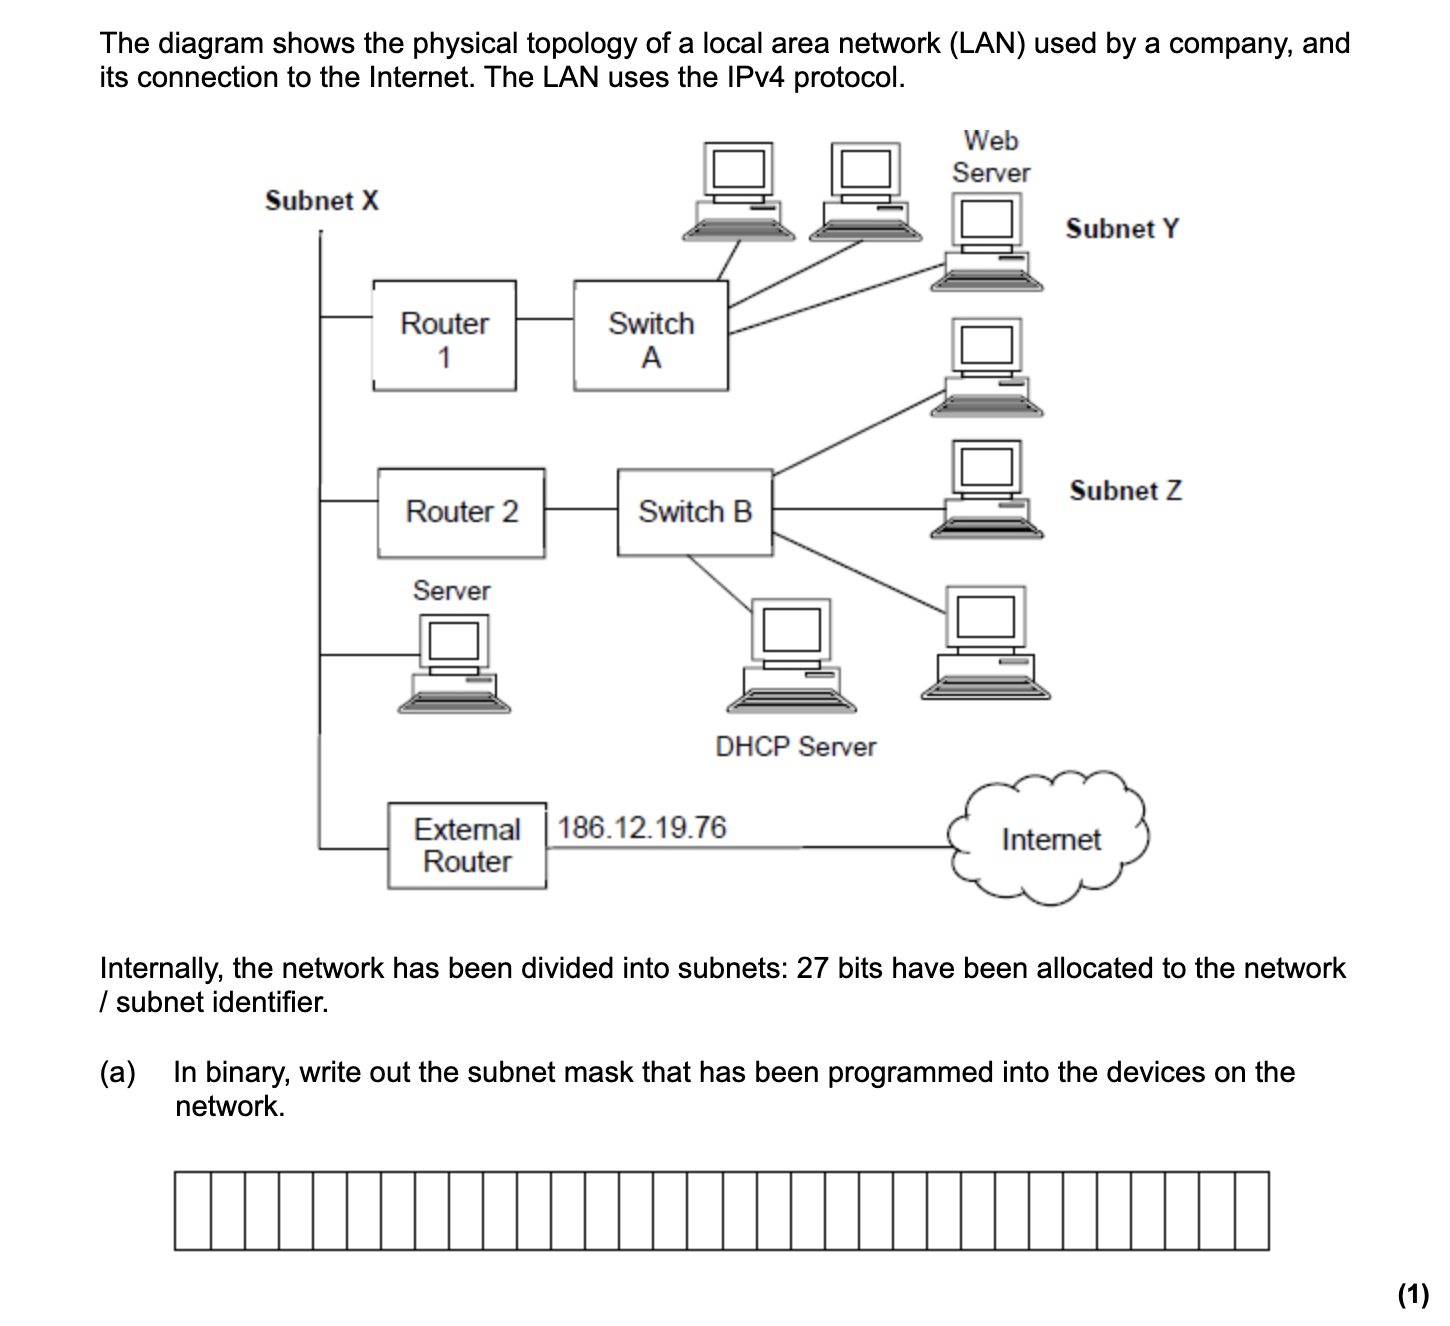 The diagram shows the physical topology of a local area network (LAN) used by a company, and
its connection to the Internet. The LAN uses the IPv4 protocol.
Web
Server
Subnet X
Subnet Y
Router
1
Switch
A
Router 2
Switch B
Subnet Z
Server
DHCP Server
External
Router
186.12.19.76
Internet
Internally, the network has been divided into subnets: 27 bits have been allocated to the network
/ subnet identifier.
(a) In binary, write out the subnet mask that has been programmed into the devices on the
network.
(1)